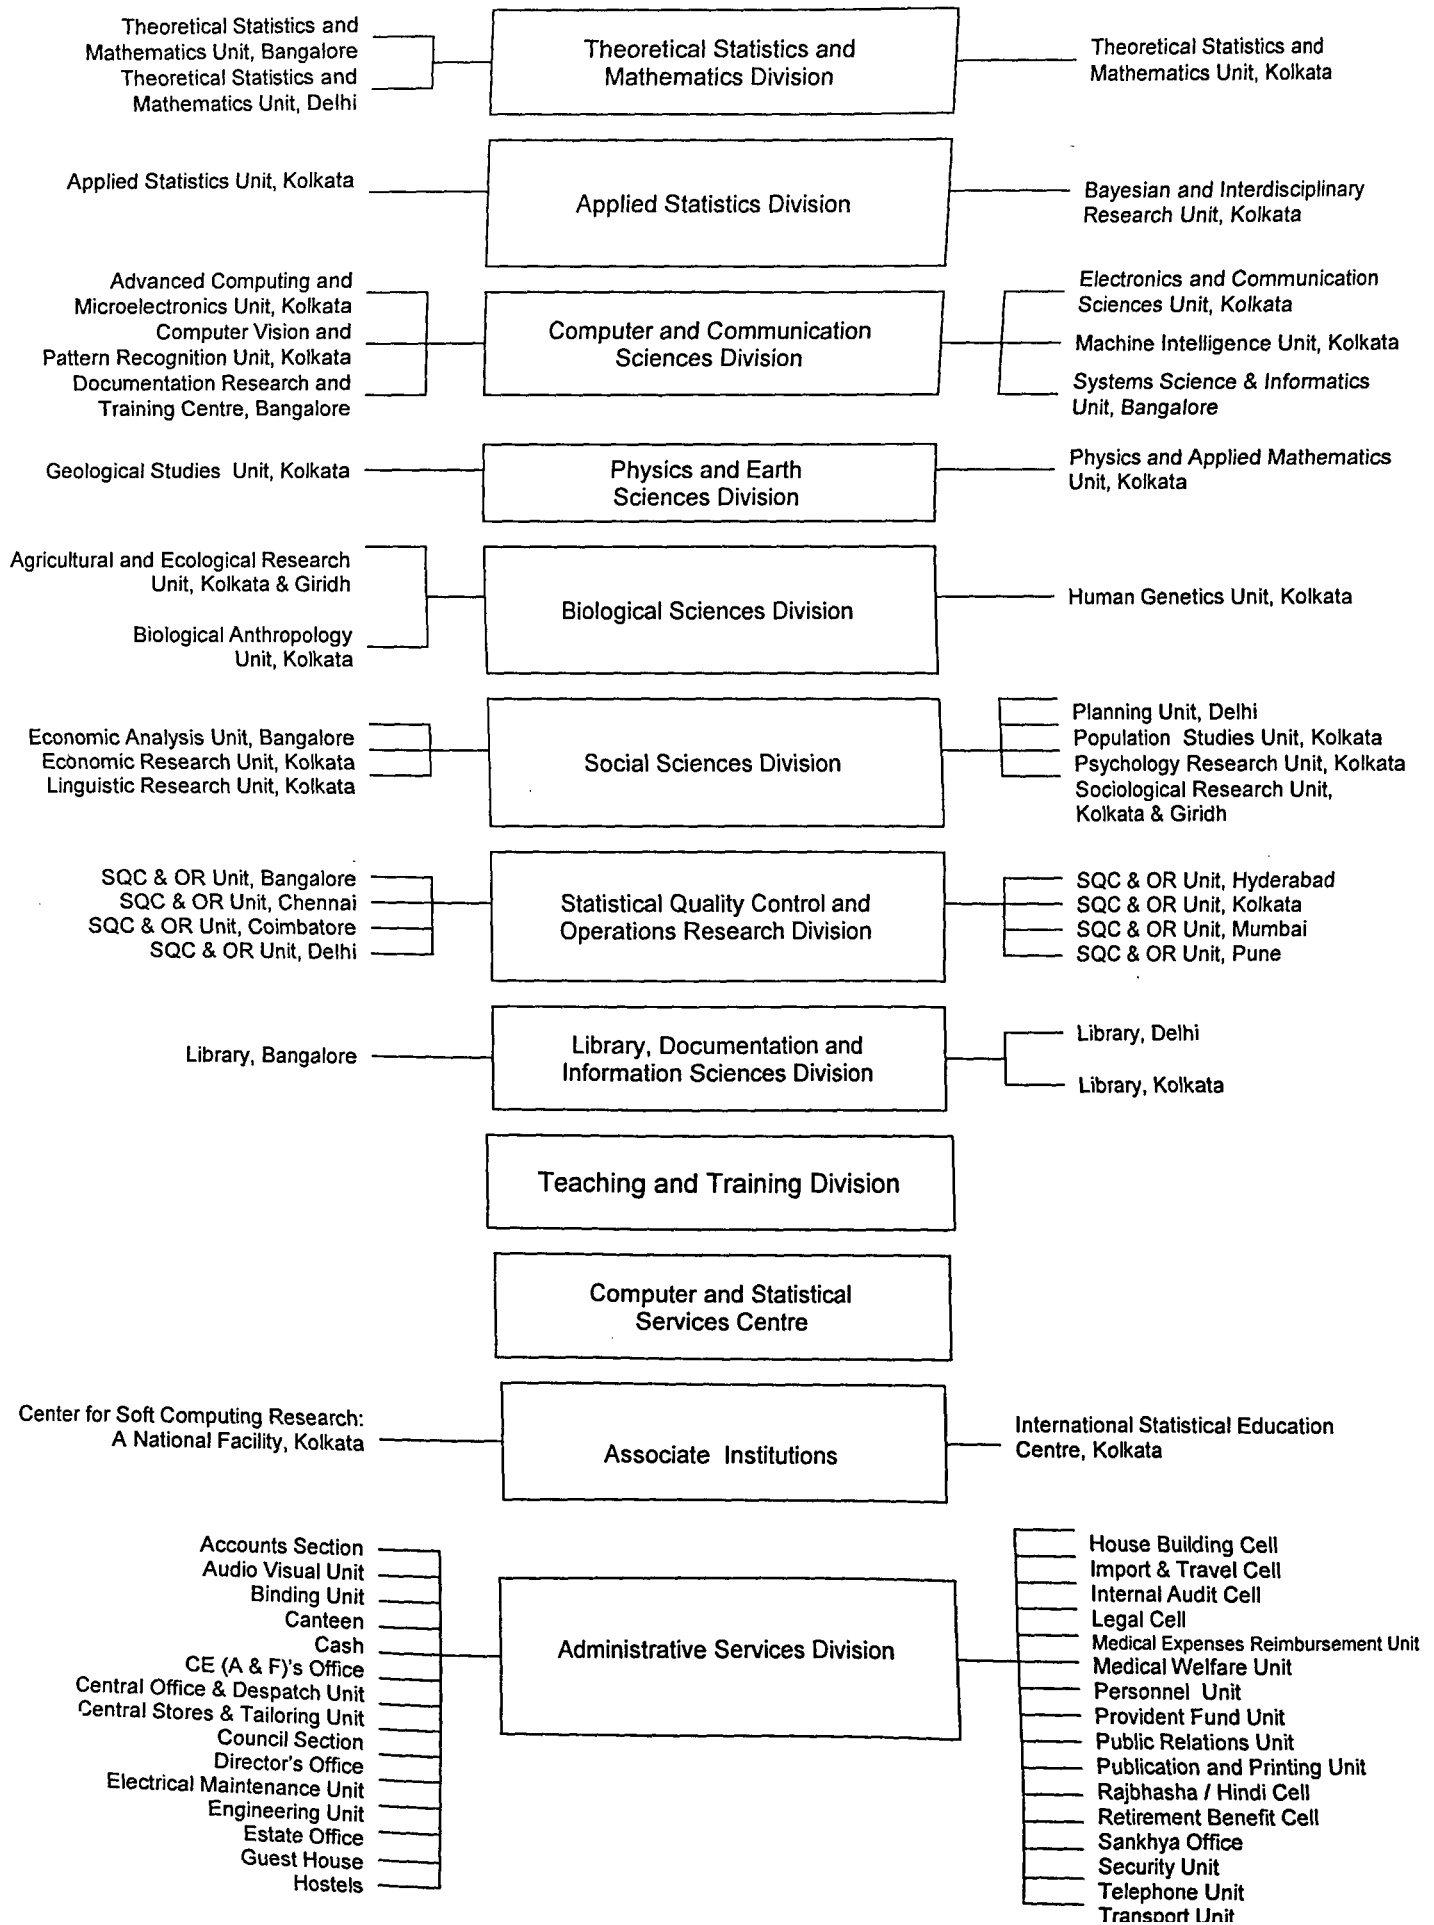 Theoretical Statistics and
Mathematics Unit, Bangalore
Theoretical Statistics and
Mathematics Unit, Delhi
Theoretical Statistics and
Mathematics Division
Theoretical Statistics and
Mathematics Unit, Kolkata
Applied Statistics Unit, Kolkata
Applied Statistics Division
Bayesian and Interdisciplinary
Research Unit, Kolkata
Advanced Computing and
Microelectronics Unit, Kolkata
Computer Vision and
Pattern Recognition Unit, Kolkata
Documentation Research and
Training Centre, Bangalore
Computer and Communication
Sciences Division
Electronics and Communication
Sciences Unit, Kolkata
Machine Intelligence Unit, Kolkata
Systems Science & Informatics
Unit, Bangalore
Geological Studies Unit, Kolkata
Physics and Earth
Sciences Division
Physics and Applied Mathematics
Unit, Kolkata
Agricultural and Ecological Research
Unit, Kolkata & Giridh
Biological Anthropology
Unit, Kolkata
Biological Sciences Division
Human Genetics Unit, Kolkata
Economic Analysis Unit, Bangalore
Economic Research Unit, Kolkata
Linguistic Research Unit, Kolkata
Social Sciences Division
Planning Unit, Delhi
Population Studies Unit, Kolkata
Psychology Research Unit, Kolkata
Sociological Research Unit,
Kolkata & Giridh
SQC & OR Unit, Bangalore
SQC & OR Unit, Chennai
SQC & OR Unit, Coimbatore
SQC & OR Unit, Delhi
Statistical Quality Control and
Operations Research Division
SQC & OR Unit, Hyderabad
SQC & OR Unit, Kolkata
SQC & OR Unit, Mumbai
SQC & OR Unit, Pune
Library, Bangalore
Library, Documentation and
Information Sciences Division
Library, Delhi
Library, Kolkata
Teaching and Training Division
Computer and Statistical
Services Centre
Center for Soft Computing Research:
A National Facility, Kolkata
Associate Institutions
International Statistical Education
Centre, Kolkata
Accounts Section
Audio Visual Unit
Binding Unit
Canteen
Cash
CE (A & F)'s Office
Central Office & Despatch Unit
Central Stores & Tailoring Unit
Council Section
Director's Office
Electrical Maintenance Unit
Engineering Unit
Estate Office
Guest House
Hostels
Administrative Services Division
House Building Cell
Import & Travel Cell
Internal Audit Cell
Legal Cell
Medical Expenses Reimbursement Unit
Medical Welfare Unit
Personnel Unit
Provident Fund Unit
Public Relations Unit
Publication and Printing Unit
Rajbhasha / Hindi Cell
Retirement Benefit Cell
Sankhya Office
Security Unit
Telephone Unit
Transport Unit